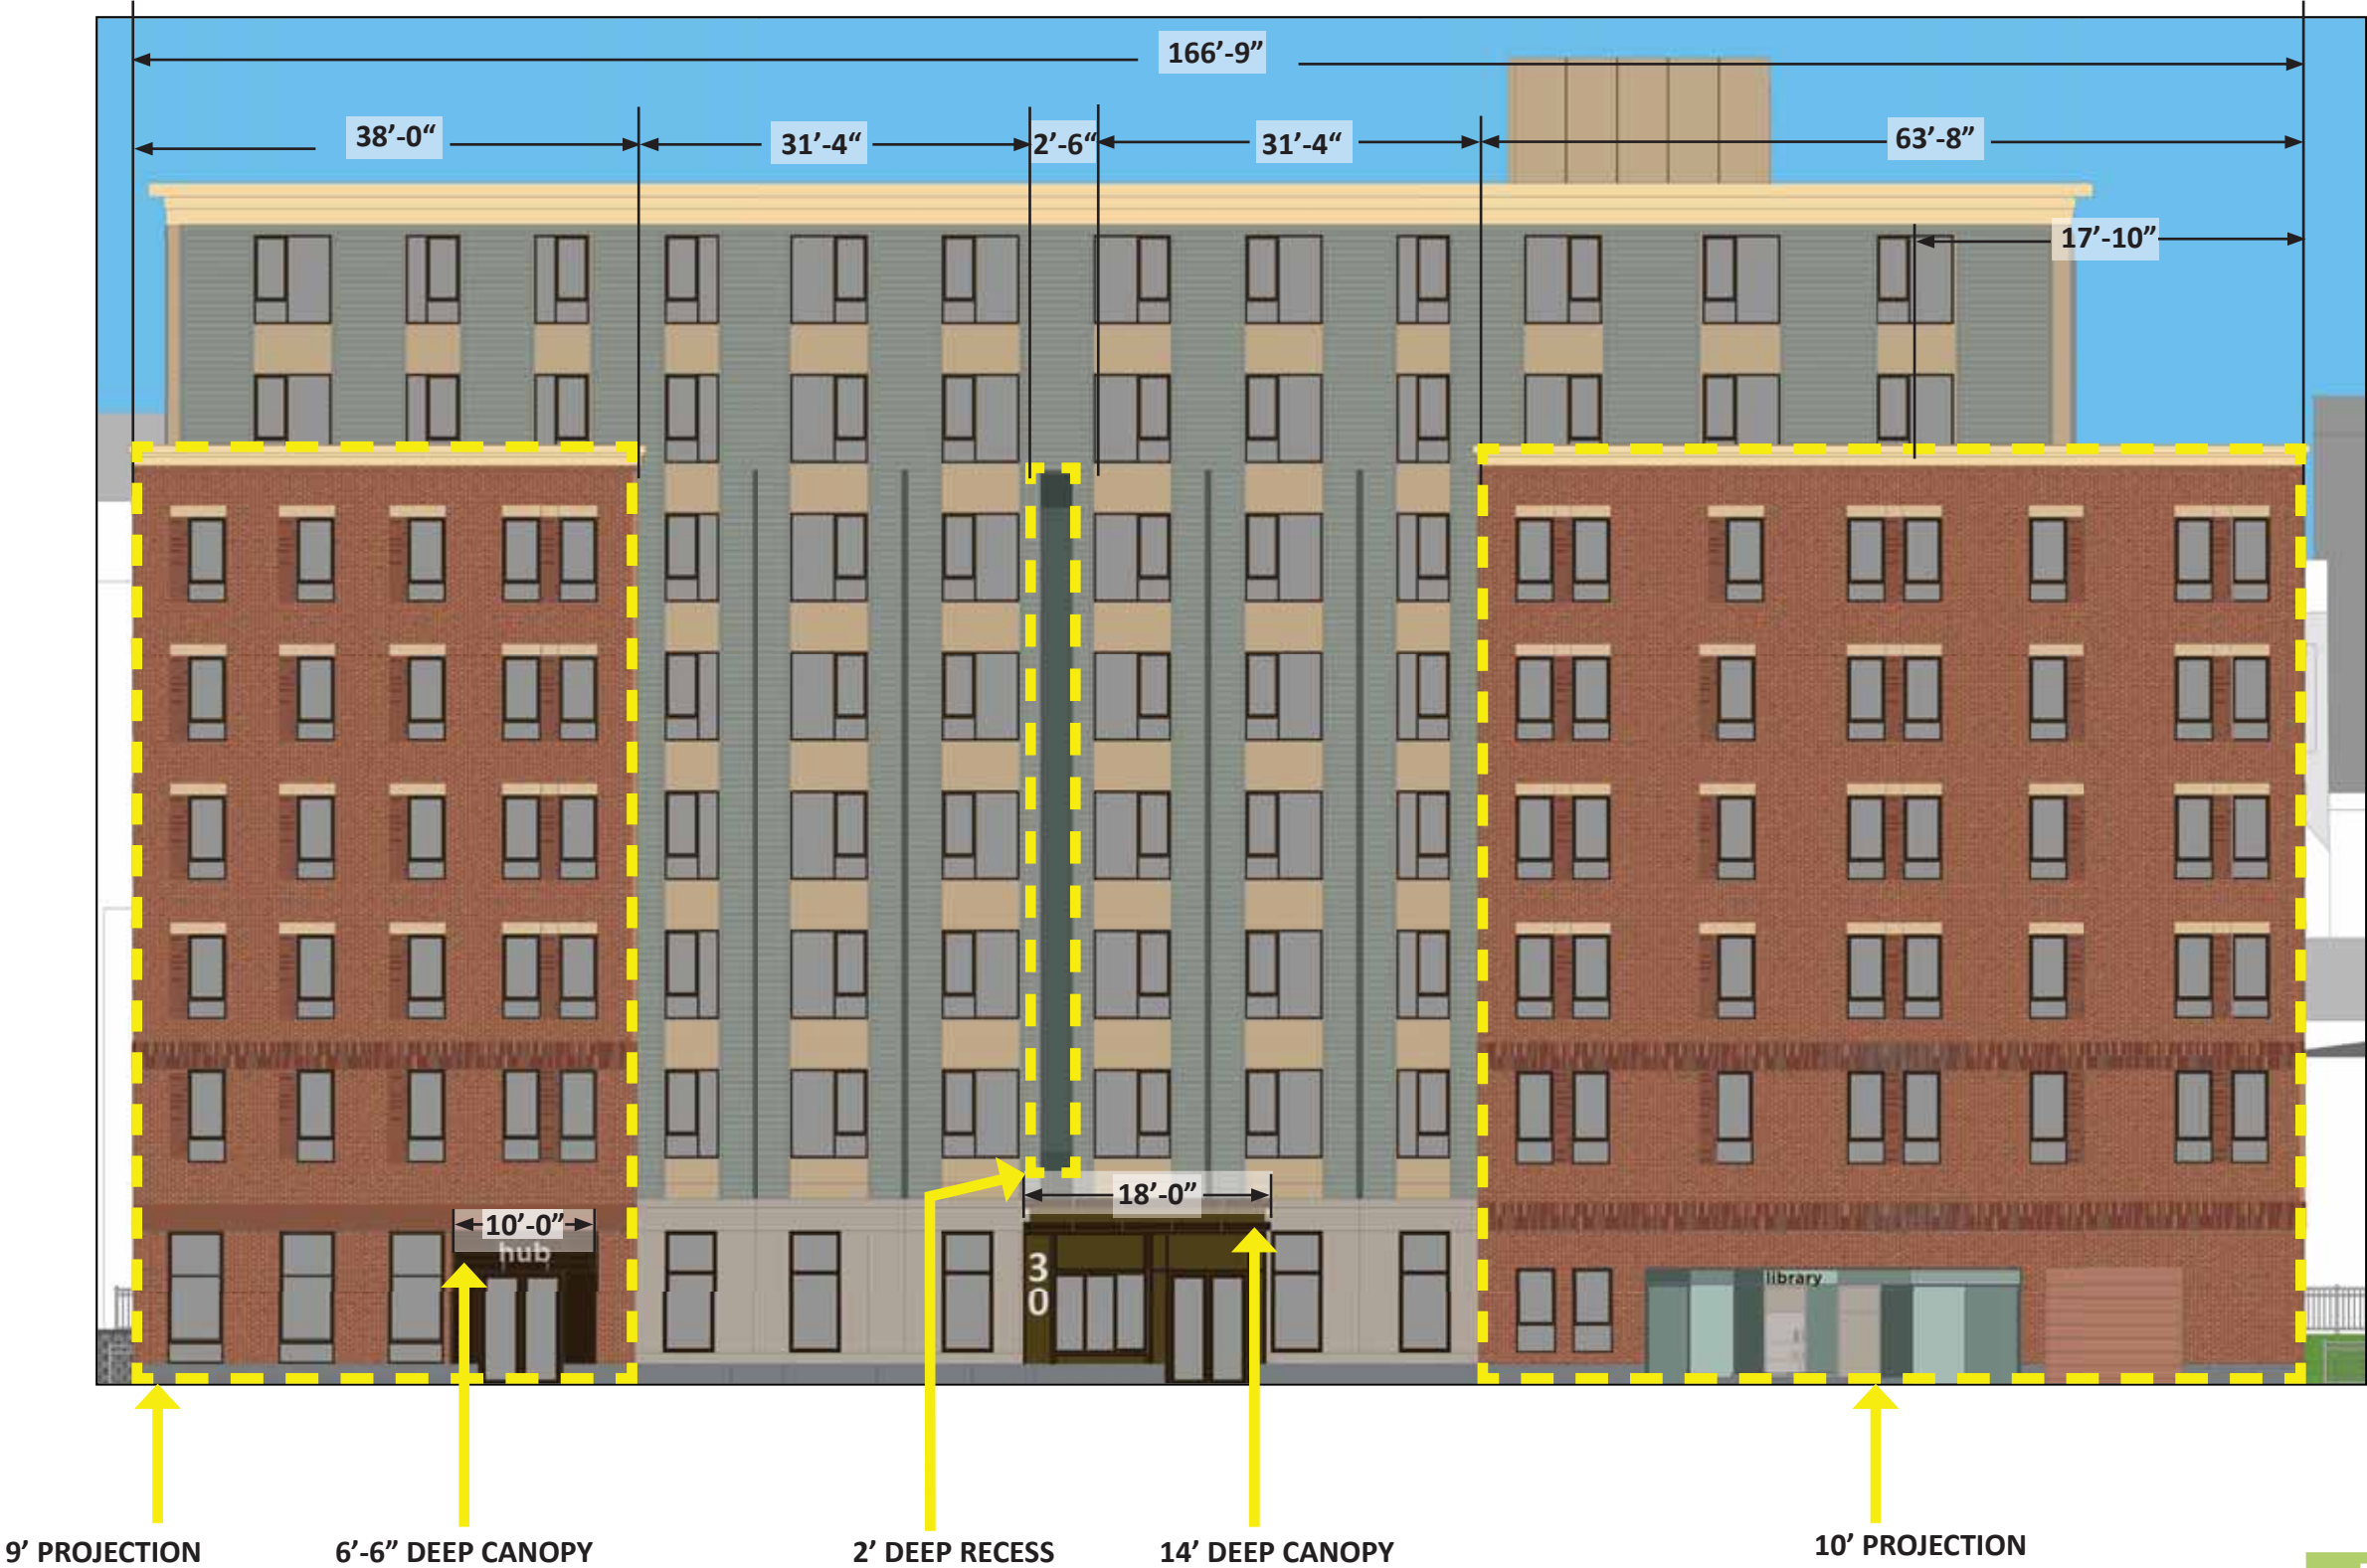 166’-9”
38’-0“
31’-4“
2’-6“
31’-4“
63’-8”
17’-10”
18’-0”
10’-0”
hub
3
0
library
9’ PROJECTION
6’-6” DEEP CANOPY
2’ DEEP RECESS
14’ DEEP CANOPY
10’ PROJECTION